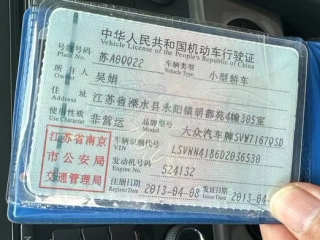 中华人民共和国机动车行驶证
Vehicle License of the People's Republic of China
号牌号码 苏A0QQ22 车辆类型 小型轿车
Plate No. Vehicle Type
所有人 吴娟
Owner
住址 江苏省溧水县永阳镇朝都苑4幢305室
Address
使用性质 非营运 品牌型号 大众汽车牌SVW7167QSD
Use Character Model
车辆识别代号 LSVNN4186D2036530
VIN
江苏省南京市公安局交通管理局
发动机号码 524132
Engine No.
注册日期 2013-04-08 发证日期 2013-04-
Register Date Issue Date